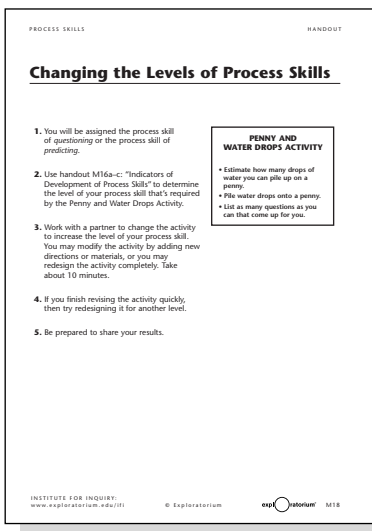 PROCESS SKILLS
HANDOUT
Changing the Levels of Process Skills
1. You will be assigned the process skill
of questioning or the process skill of
predicting.
2. Use handout M16a–c: "Indicators of
Development of Process Skills" to determine
the level of your process skill that's required
by the Penny and Water Drops Activity.
3. Work with a partner to change the activity
to increase the level of your process skill.
You may modify the activity by adding new
directions or materials, or you may
redesign the activity completely. Take
about 10 minutes.
4. If you finish revising the activity quickly,
then try redesigning it for another level.
5. Be prepared to share your results.
PENNY AND
WATER DROPS ACTIVITY
• Estimate how many drops of
water you can pile up on a
penny.
• Pile water drops onto a penny.
• List as many questions as you
can that come up for you.
INSTITUTE FOR INQUIRY:
www.exploratorium.edu/ifi
© Exploratorium
exploratorium
M18